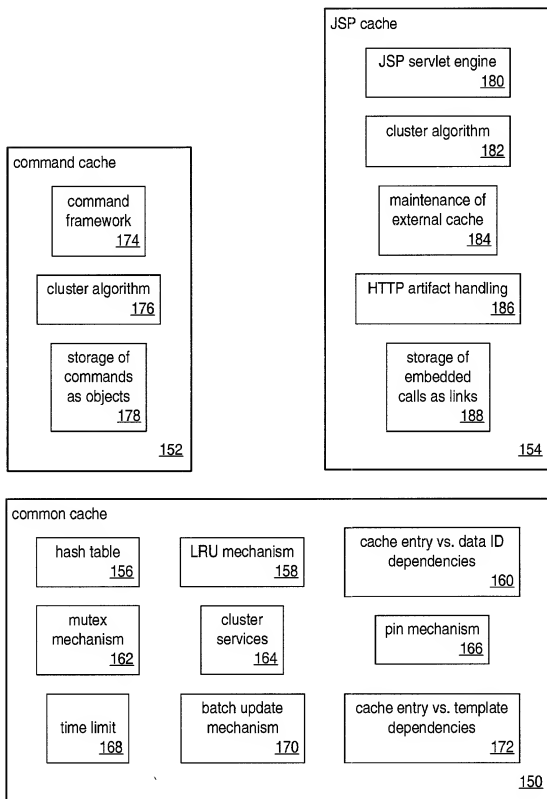 JSP cache
JSP servlet engine
180
cluster algorithm
182
maintenance of
external cache
184
HTTP artifact handling
186
storage of
embedded
calls as links
188
154
command cache
command
framework
174
cluster algorithm
176
storage of
commands
as objects
178
152
common cache
hash table
156
LRU mechanism
158
cache entry vs. data ID
dependencies
160
mutex
mechanism
162
cluster
services
164
pin mechanism
166
time limit
168
batch update
mechanism
170
cache entry vs. template
dependencies
172
150